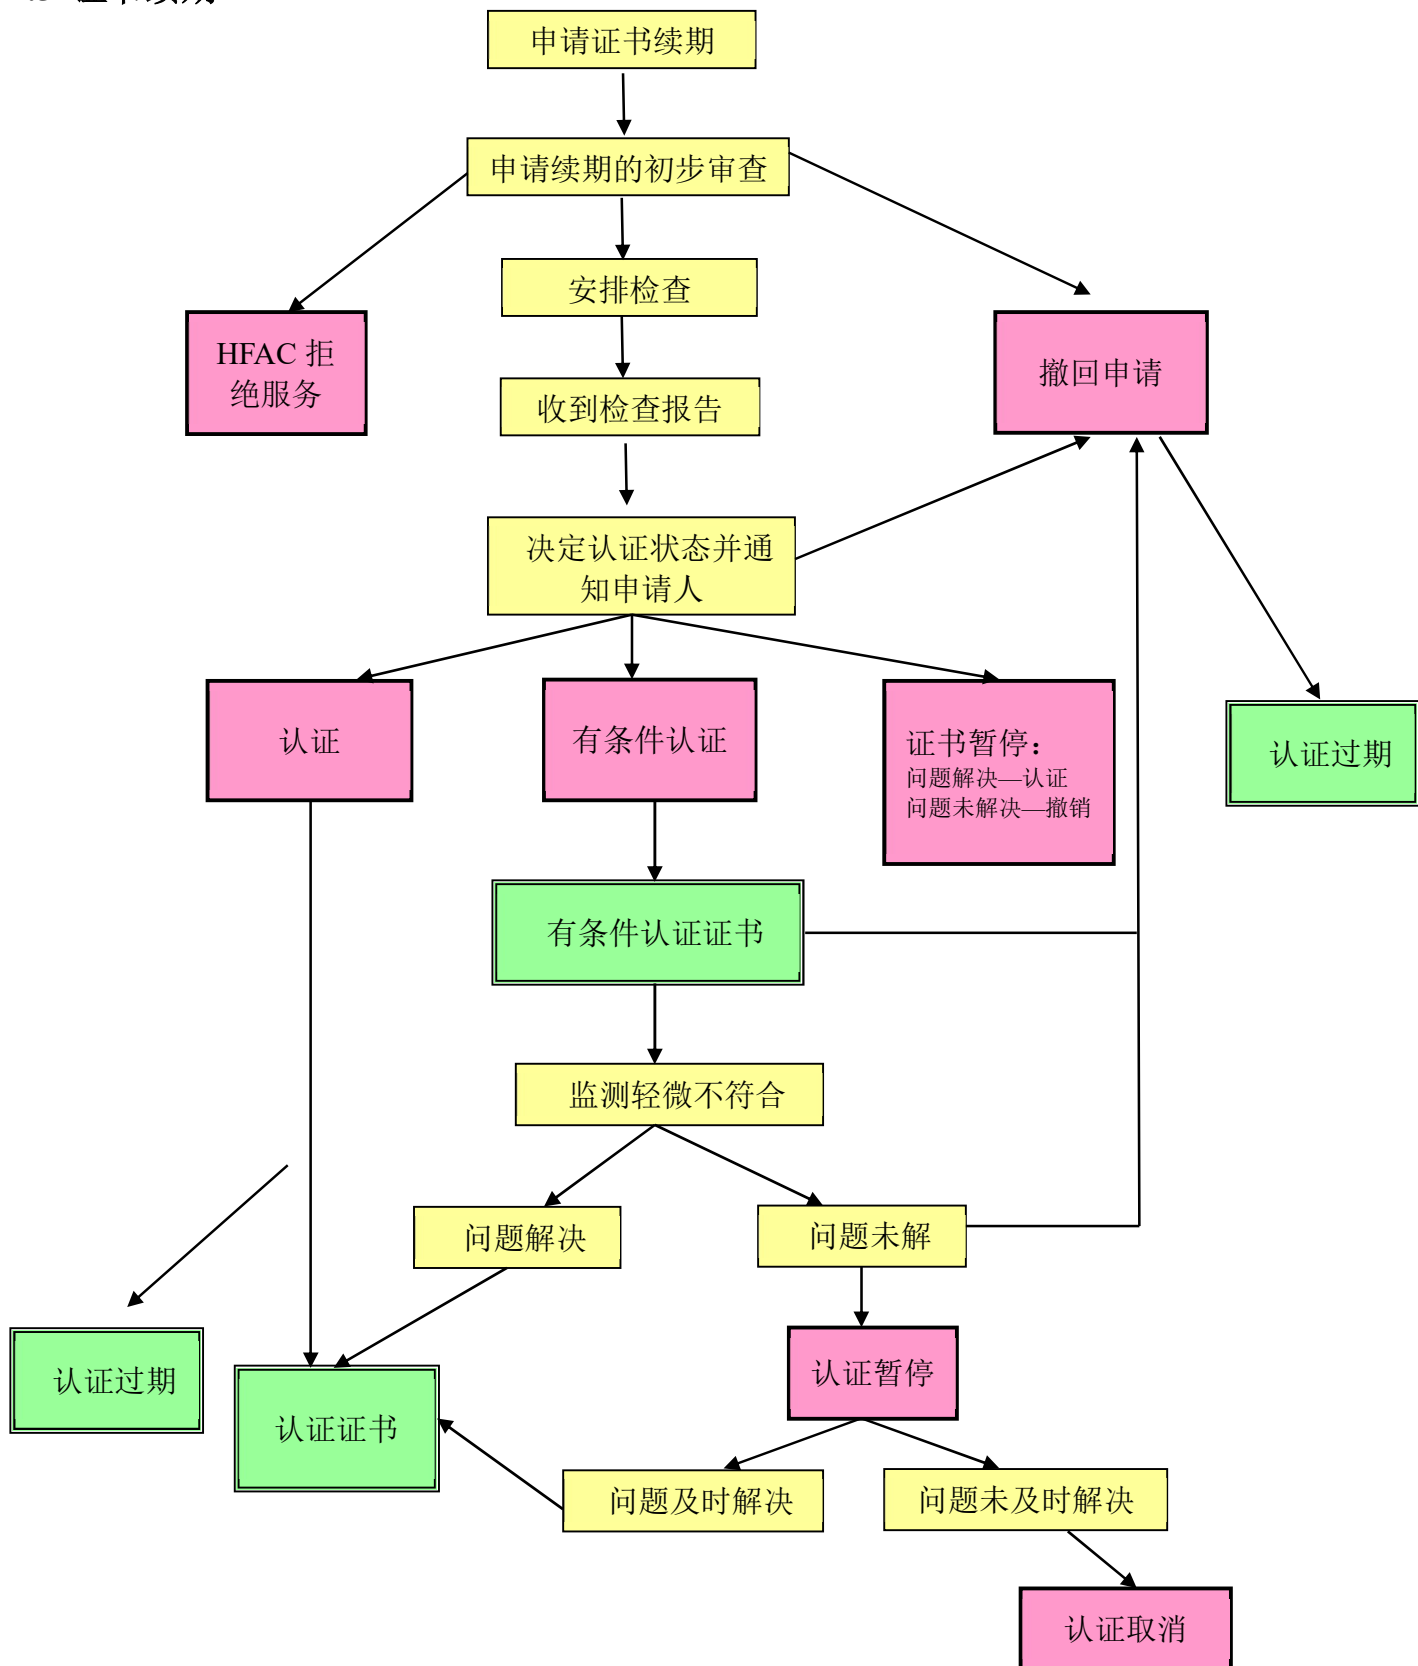 申请证书续期
申请续期的初步审查
安排检查
HFAC 拒
绝服务
撤回申请
收到检查报告
决定认证状态并通
知申请人
认证
有条件认证
证书暂停：
问题解决—认证
问题未解决—撤销
认证过期
有条件认证证书
监测轻微不符合
问题解决
问题未解
认证过期
认证证书
认证暂停
问题及时解决
问题未及时解决
认证取消